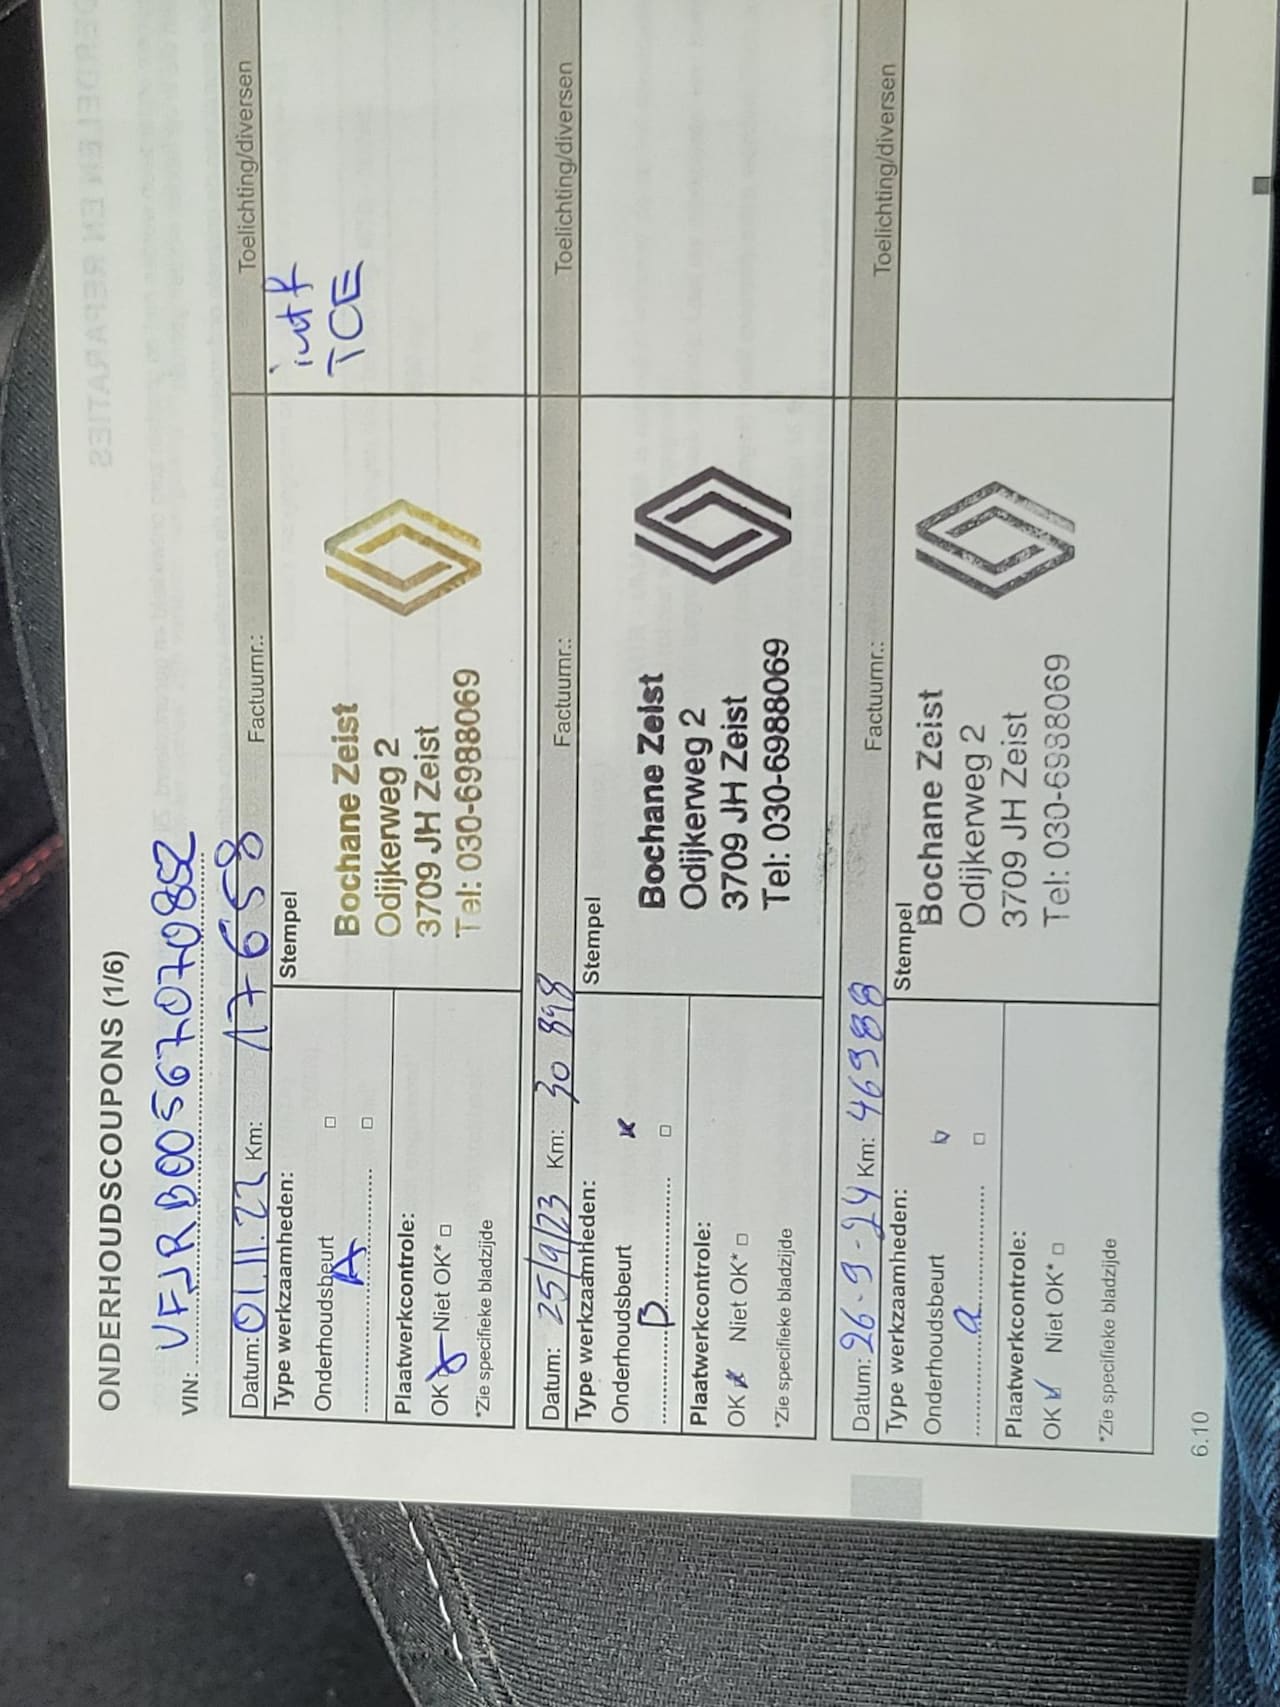 ONDERHOUDSCOUPONS (1/6)
VIN: VFJRB00567070852
Datum: 01.11.22 Km: 17658 Factuurnr.: Toelichting/diversen
Type werkzaamheden:
Onderhoudsbeurt
A
Plaatwerkcontrole:
OK Niet OK*
*Zie specifieke bladzijde
Stempel
Bochane Zeist
Odijkerweg 2
3709 JH Zeist
Tel: 030-6988069
TCE
Datum: 25/9/23 Km: 30 898 Factuurnr.: Toelichting/diversen
Type werkzaamheden:
Onderhoudsbeurt
B
Plaatwerkcontrole:
OK Niet OK*
*Zie specifieke bladzijde
Stempel
Bochane Zeist
Odijkerweg 2
3709 JH Zeist
Tel: 030-6988069
Datum: 26-9-24 Km: 46988 Factuurnr.: Toelichting/diversen
Type werkzaamheden:
Onderhoudsbeurt
a
Plaatwerkcontrole:
OK Niet OK*
*Zie specifieke bladzijde
Stempel
Bochane Zeist
Odijkerweg 2
3709 JH Zeist
Tel: 030-6988069
6.10